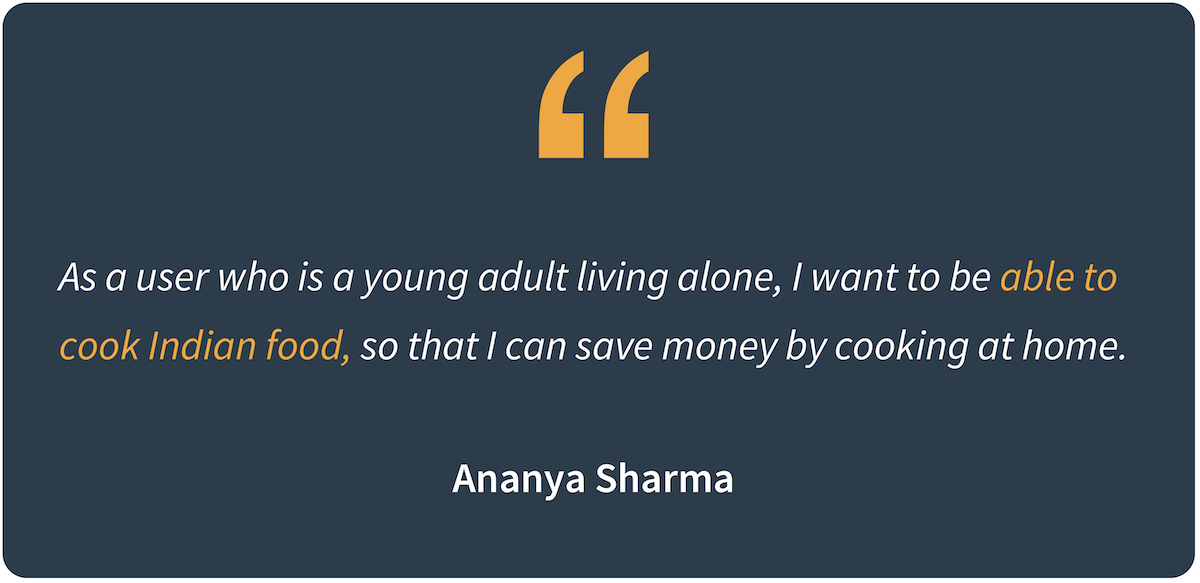 “
As a user who is a young adult living alone, I want to be able to
cook Indian food, so that I can save money by cooking at home.
Ananya Sharma